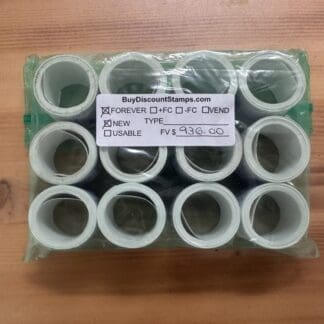 BuyDiscountStamps.com
☒FOREVER ☐+FC ☐-FC ☐VEND
☒NEW TYPE
☐USABLE FV $ 936.00